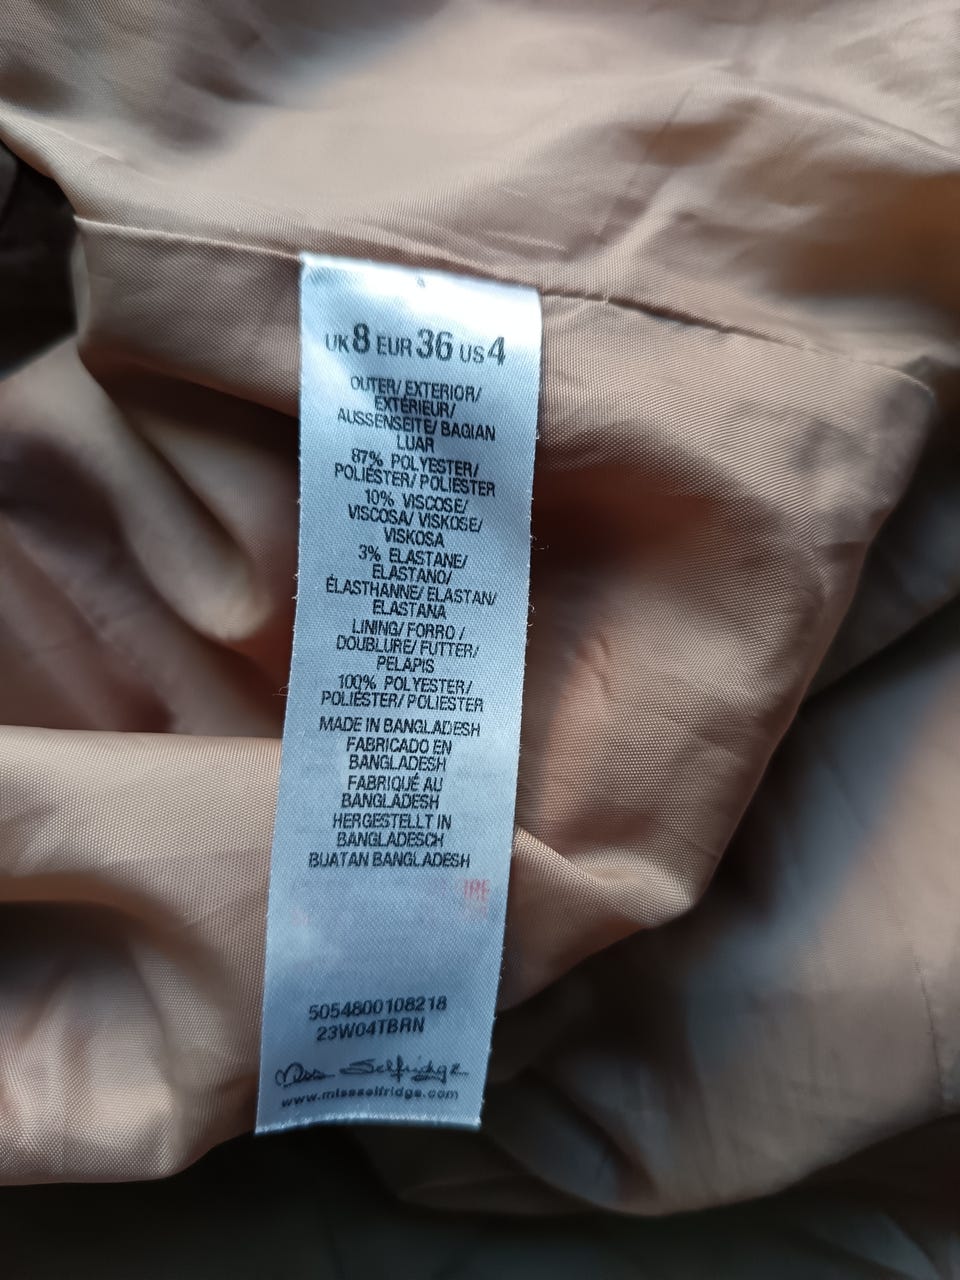 UK 8 EUR 36 US 4
OUTER/ EXTERIOR/
EXTÉRIEUR/
AUSSENSEITE/ BAGIAN
LUAR
87% POLYESTER/
POLIÉSTER/ POLIESTER
10% VISCOSE/
VISCOSA/ VISKOSE/
VISKOSA
3% ELASTANE/
ELASTANO/
ÉLASTHANNE/ ELASTAN/
ELASTANA
LINING/ FORRO /
DOUBLURE/ FUTTER/
PELAPIS
100% POLYESTER/
POLIÉSTER/ POLIESTER
MADE IN BANGLADESH
FABRICADO EN
BANGLADESH
FABRIQUÉ AU
BANGLADESH
HERGESTELLT IN
BANGLADESCH
BUATAN BANGLADESH
5054800108218
23W04TBRN
Miss Selfridge
www.missselfridge.com